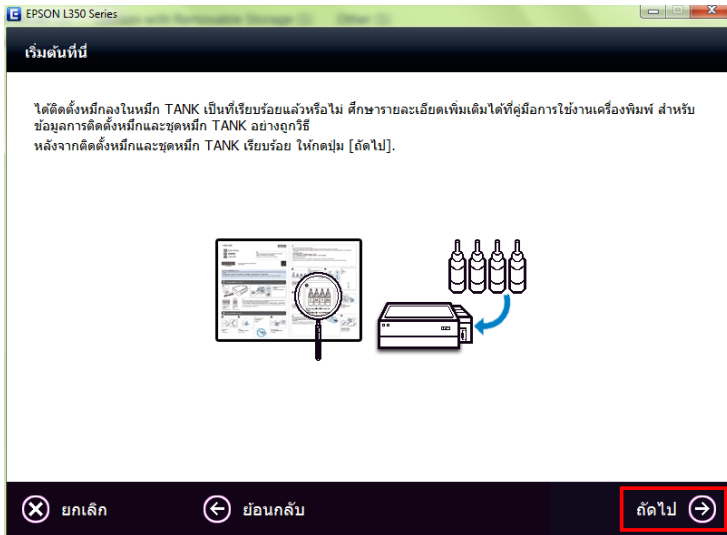 EPSON L350 Series
เริ่มต้นที่นี่
ได้ติดตั้งหมึกลงในหมึก TANK เป็นที่เรียบร้อยแล้วหรือไม่ ศึกษารายละเอียดเพิ่มเติมได้ที่คู่มือการใช้งานเครื่องพิมพ์ สำหรับ
ข้อมูลการติดตั้งหมึกและชุดหมึก TANK อย่างถูกวิธี
หลังจากติดตั้งหมึกและชุดหมึก TANK เรียบร้อย ให้กดปุ่ม [ถัดไป].
ยกเลิก
ย้อนกลับ
ถัดไป